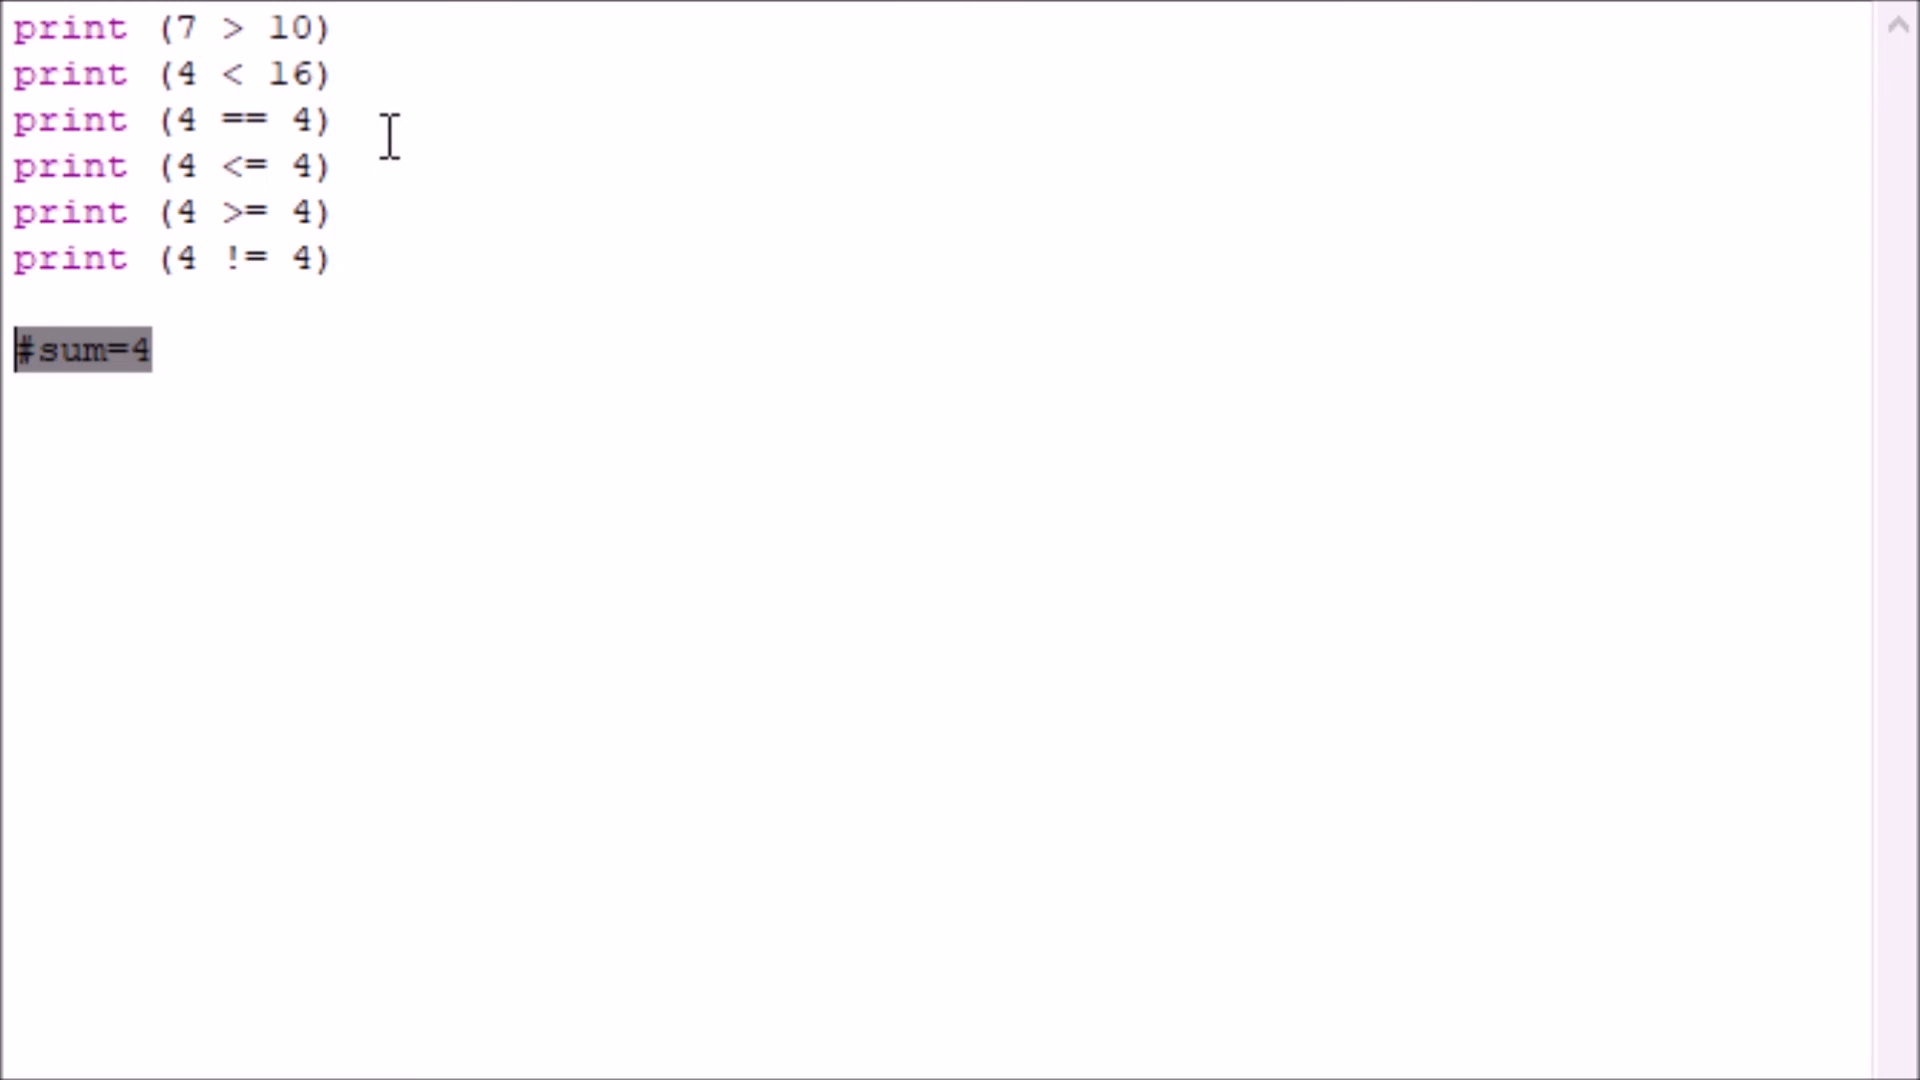 print (7 > 10)
print (4 < 16)
print (4 == 4)
print (4 <= 4)
print (4 >= 4)
print (4 != 4)
#sum=4